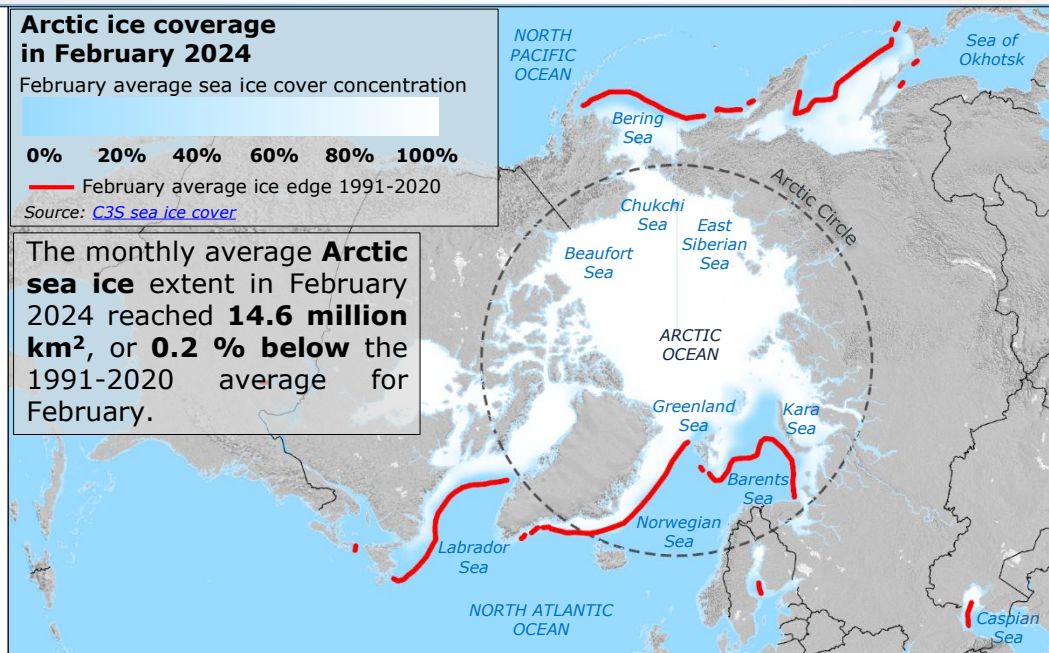 Arctic ice coverage
in February 2024
February average sea ice cover concentration
0% 20% 40% 60% 80% 100%
February average ice edge 1991-2020
Source: C3S sea ice cover
The monthly average Arctic
sea ice extent in February
2024 reached 14.6 million
km², or 0.2 % below the
1991-2020 average for
February.
NORTH
PACIFIC
OCEAN
Sea of
Okhotsk
Bering
Sea
Arctic Circle
Chukchi
Sea
East
Siberian
Sea
Beaufort
Sea
ARCTIC
OCEAN
Greenland
Sea
Kara
Sea
Barents
Sea
Norwegian
Sea
Labrador
Sea
NORTH ATLANTIC
OCEAN
Caspian
Sea